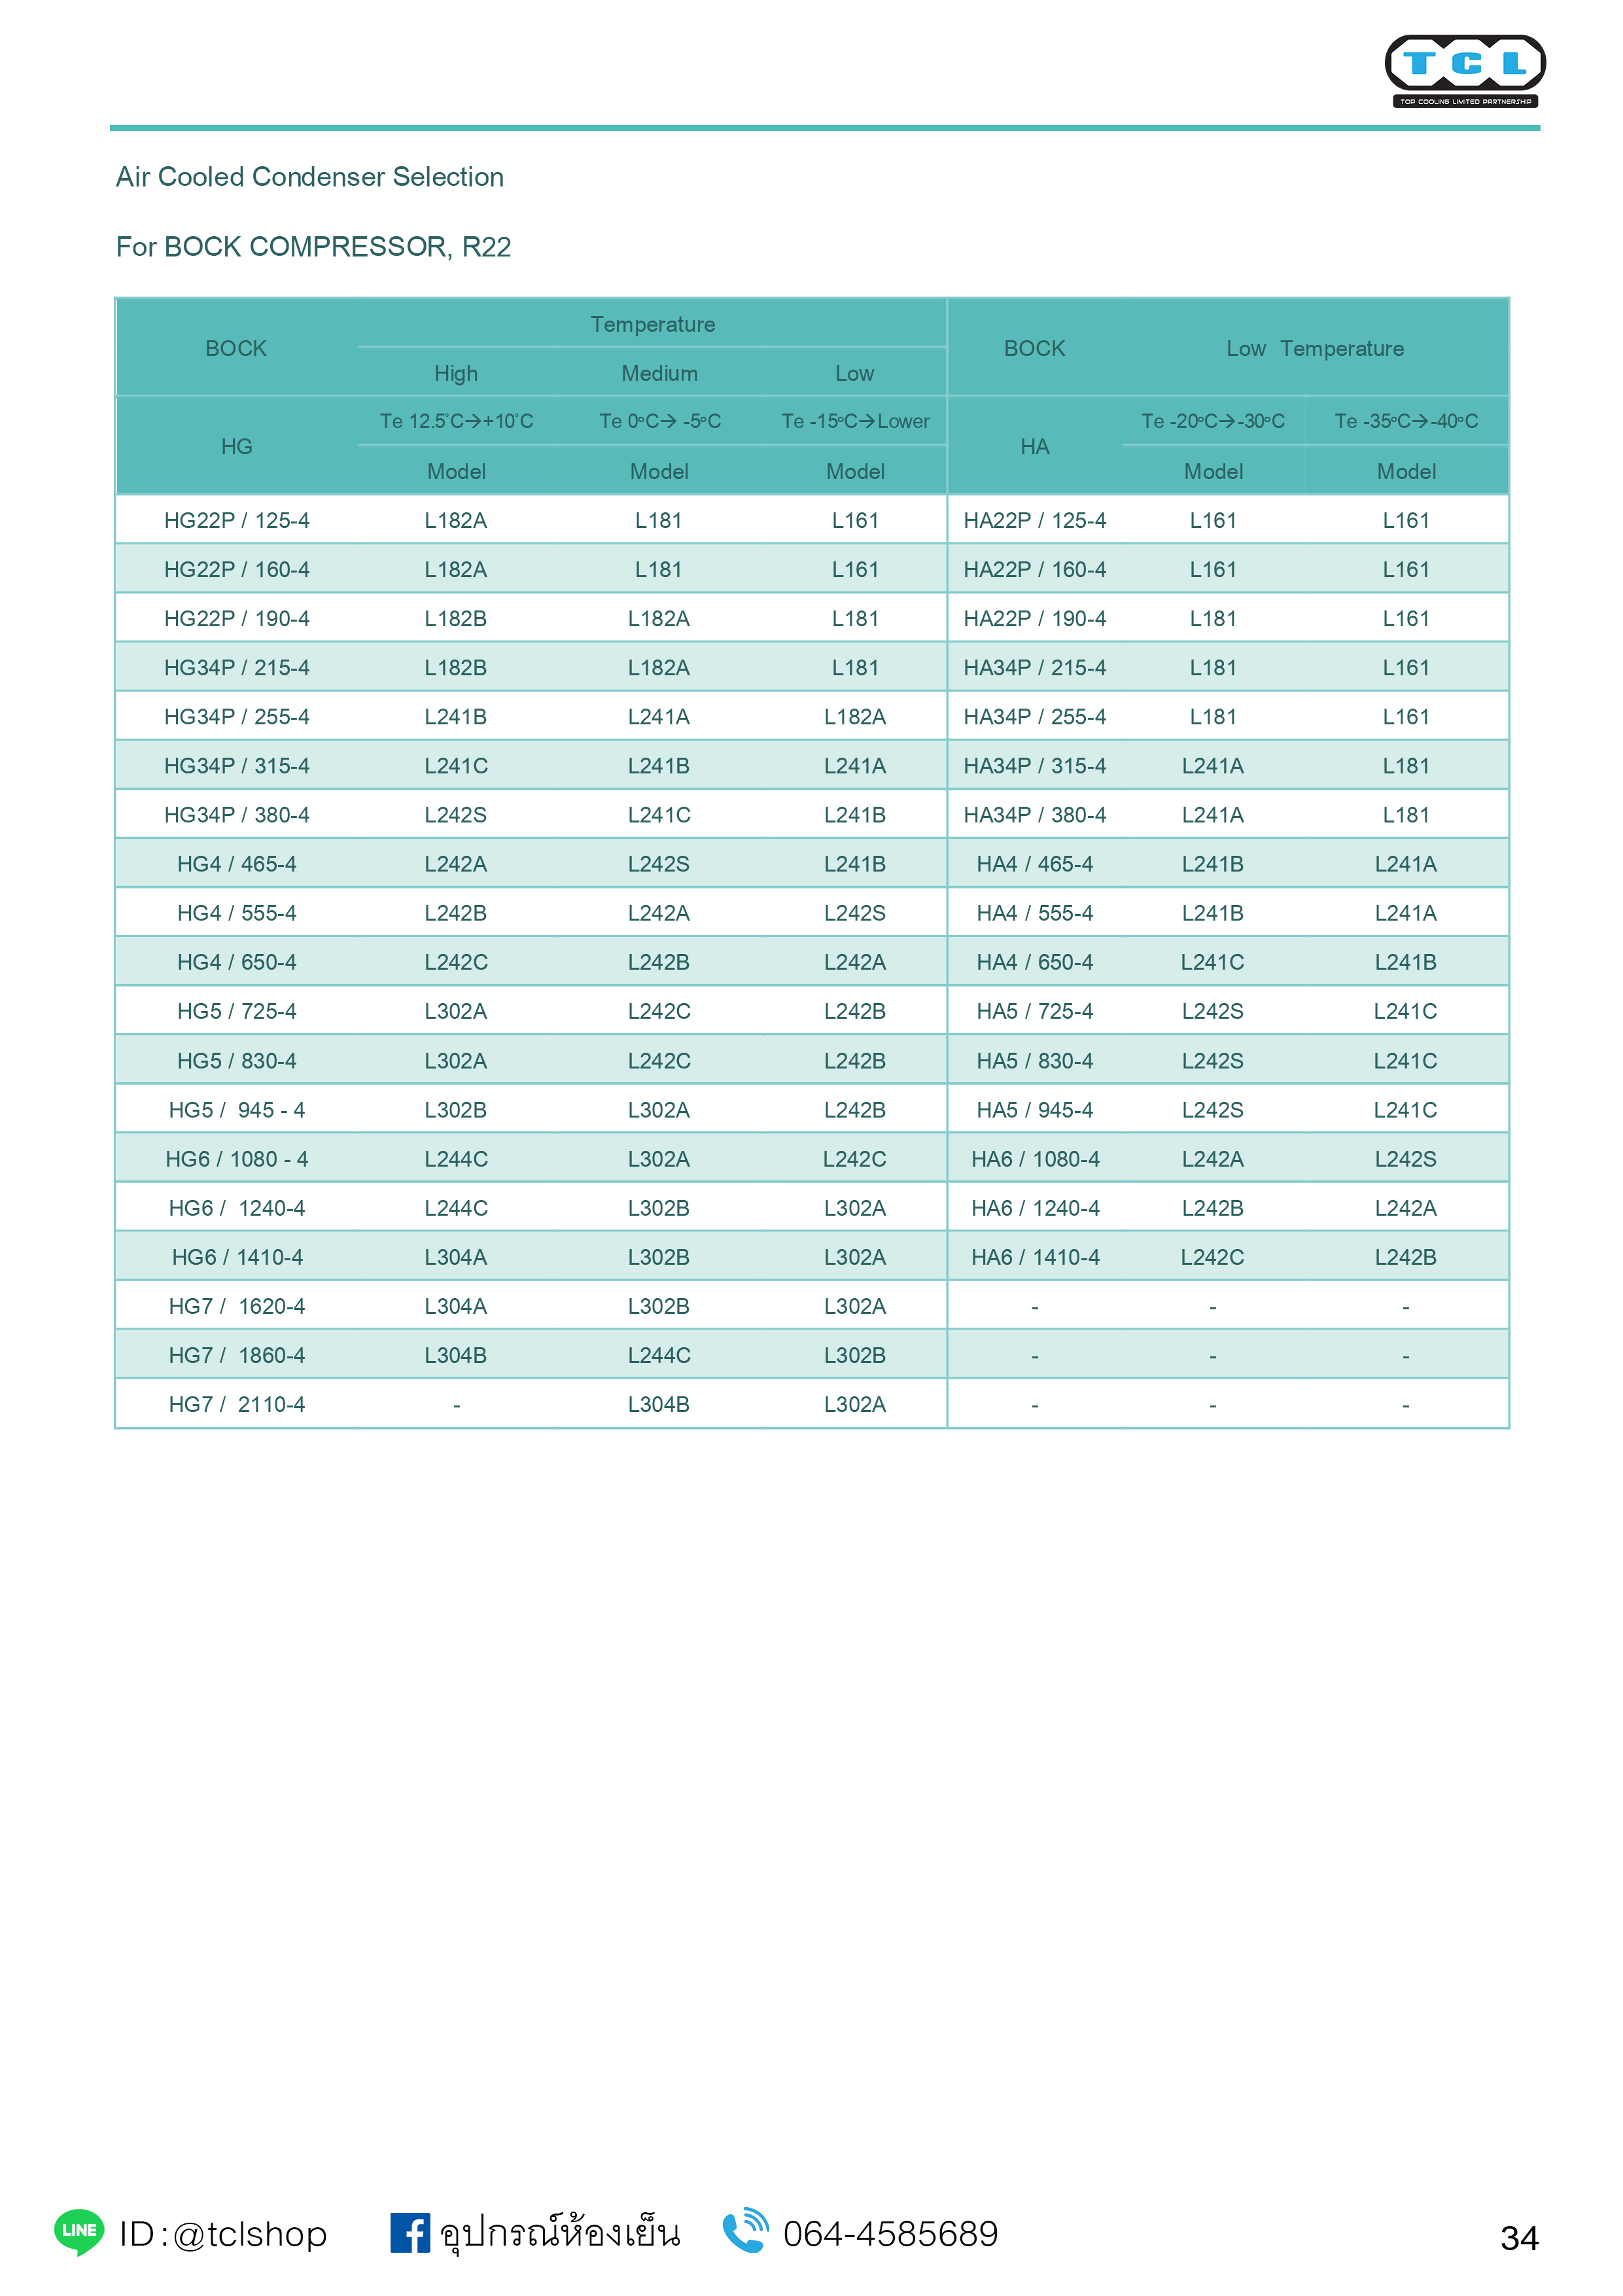 TCL
TOP COOLING LIMITED PARTNERSHIP
Air Cooled Condenser Selection
For BOCK COMPRESSOR, R22
BOCK Temperature BOCK Low Temperature
High Medium Low
HG Te 12.5°C→+10°C Te 0°C→ -5°C Te -15°C→Lower HA Te -20°C→-30°C Te -35°C→-40°C
Model Model Model Model Model
HG22P / 125-4 L182A L181 L161 HA22P / 125-4 L161 L161
HG22P / 160-4 L182A L181 L161 HA22P / 160-4 L161 L161
HG22P / 190-4 L182B L182A L181 HA22P / 190-4 L181 L161
HG34P / 215-4 L182B L182A L181 HA34P / 215-4 L181 L161
HG34P / 255-4 L241B L241A L182A HA34P / 255-4 L181 L161
HG34P / 315-4 L241C L241B L241A HA34P / 315-4 L241A L181
HG34P / 380-4 L242S L241C L241B HA34P / 380-4 L241A L181
HG4 / 465-4 L242A L242S L241B HA4 / 465-4 L241B L241A
HG4 / 555-4 L242B L242A L242S HA4 / 555-4 L241B L241A
HG4 / 650-4 L242C L242B L242A HA4 / 650-4 L241C L241B
HG5 / 725-4 L302A L242C L242B HA5 / 725-4 L242S L241C
HG5 / 830-4 L302A L242C L242B HA5 / 830-4 L242S L241C
HG5 / 945 - 4 L302B L302A L242B HA5 / 945-4 L242S L241C
HG6 / 1080 - 4 L244C L302A L242C HA6 / 1080-4 L242A L242S
HG6 / 1240-4 L244C L302B L302A HA6 / 1240-4 L242B L242A
HG6 / 1410-4 L304A L302B L302A HA6 / 1410-4 L242C L242B
HG7 / 1620-4 L304A L302B L302A - - -
HG7 / 1860-4 L304B L244C L302B - - -
HG7 / 2110-4 - L304B L302A - - -
LINE ID : @tclshop f อุปกรณ์ห้องเย็น 064-4585689 34